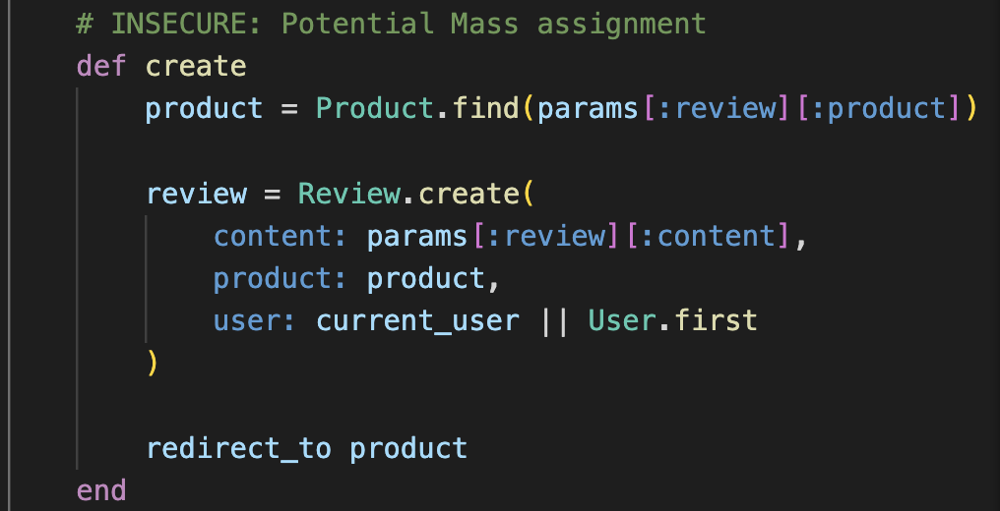 # INSECURE: Potential Mass assignment
def create
product = Product.find(params[:review][:product])
review = Review.create(
content: params[:review][:content],
product: product,
user: current_user || User.first
)
redirect_to product
end